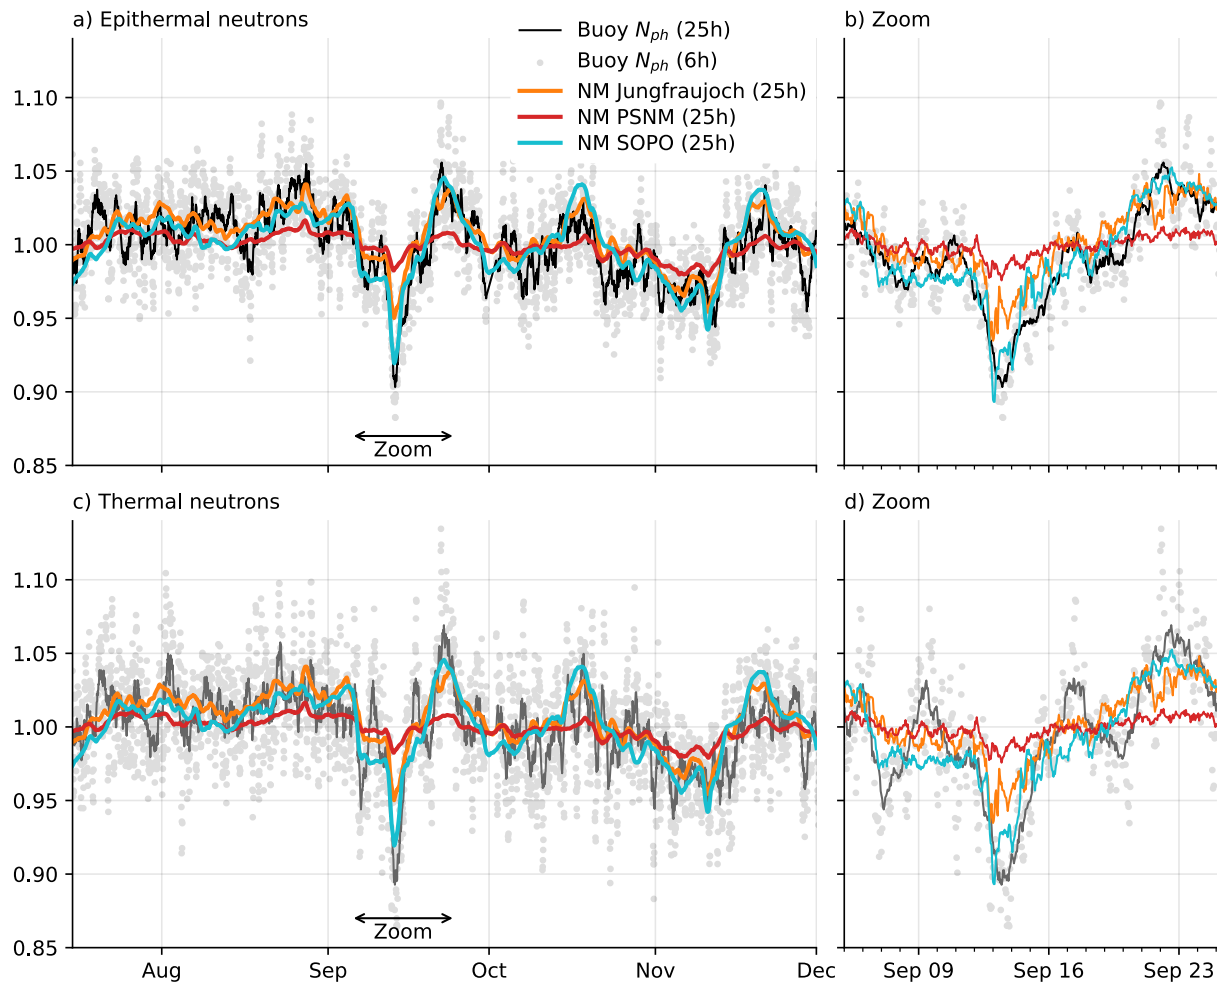 a) Epithermal neutrons
b) Zoom
Buoy N_ph (25h)
Buoy N_ph (6h)
NM Jungfraujoch (25h)
NM PSNM (25h)
NM SOPO (25h)
1.10
1.05
1.00
0.95
0.90
0.85
Zoom
c) Thermal neutrons
d) Zoom
1.10
1.05
1.00
0.95
0.90
0.85
Zoom
Aug
Sep
Oct
Nov
Dec
Sep 09
Sep 16
Sep 23